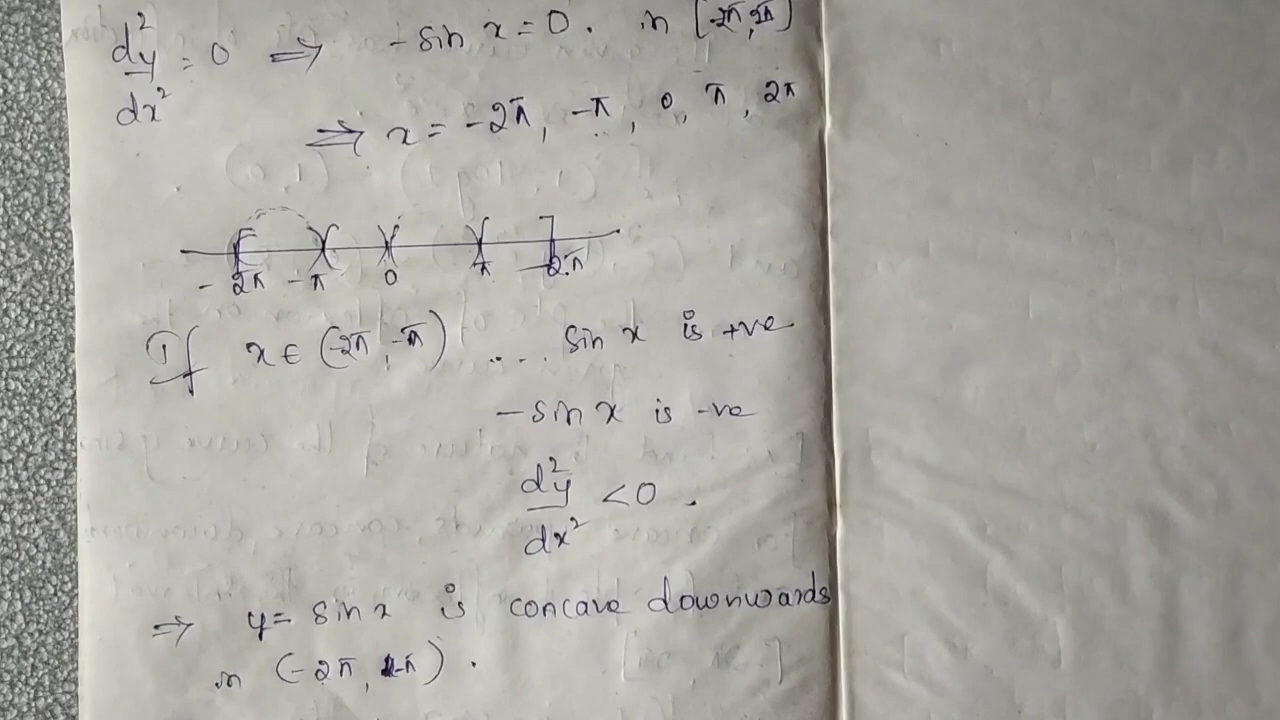 d²y/dx² = 0 ⇒ - sin x = 0. in [-2π, 2π]
⇒ x = -2π, -π, 0, π, 2π
-2π -π 0 π 2π
If x ∈ (-2π, -π) .... sin x is +ve
- sin x is -ve
d²y/dx² < 0.
⇒ y = sin x is concave downwards
in (-2π, -π).